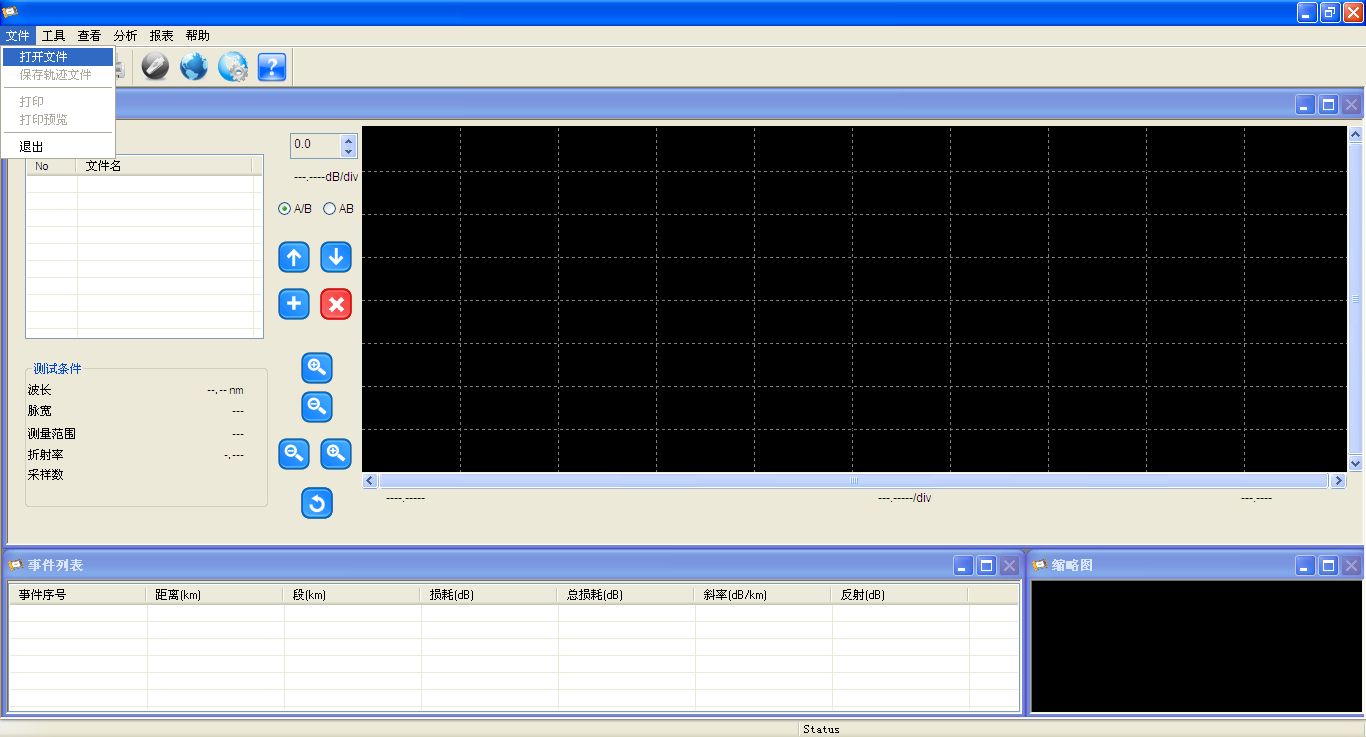 文件 工具 查看 分析 报表 帮助
打开文件
保存轨迹文件
打印
打印预览
退出
No 文件名
0.0
---.----dB/div
A/B AB
测试条件
波长 --.-- nm
脉宽 ---
测量范围 ---
折射率 -.---
采样数
----.----- ---.-----/div ---.----
事件列表
事件序号 距离(km) 段(km) 损耗(dB) 总损耗(dB) 斜率(dB/km) 反射(dB)
缩略图
Status